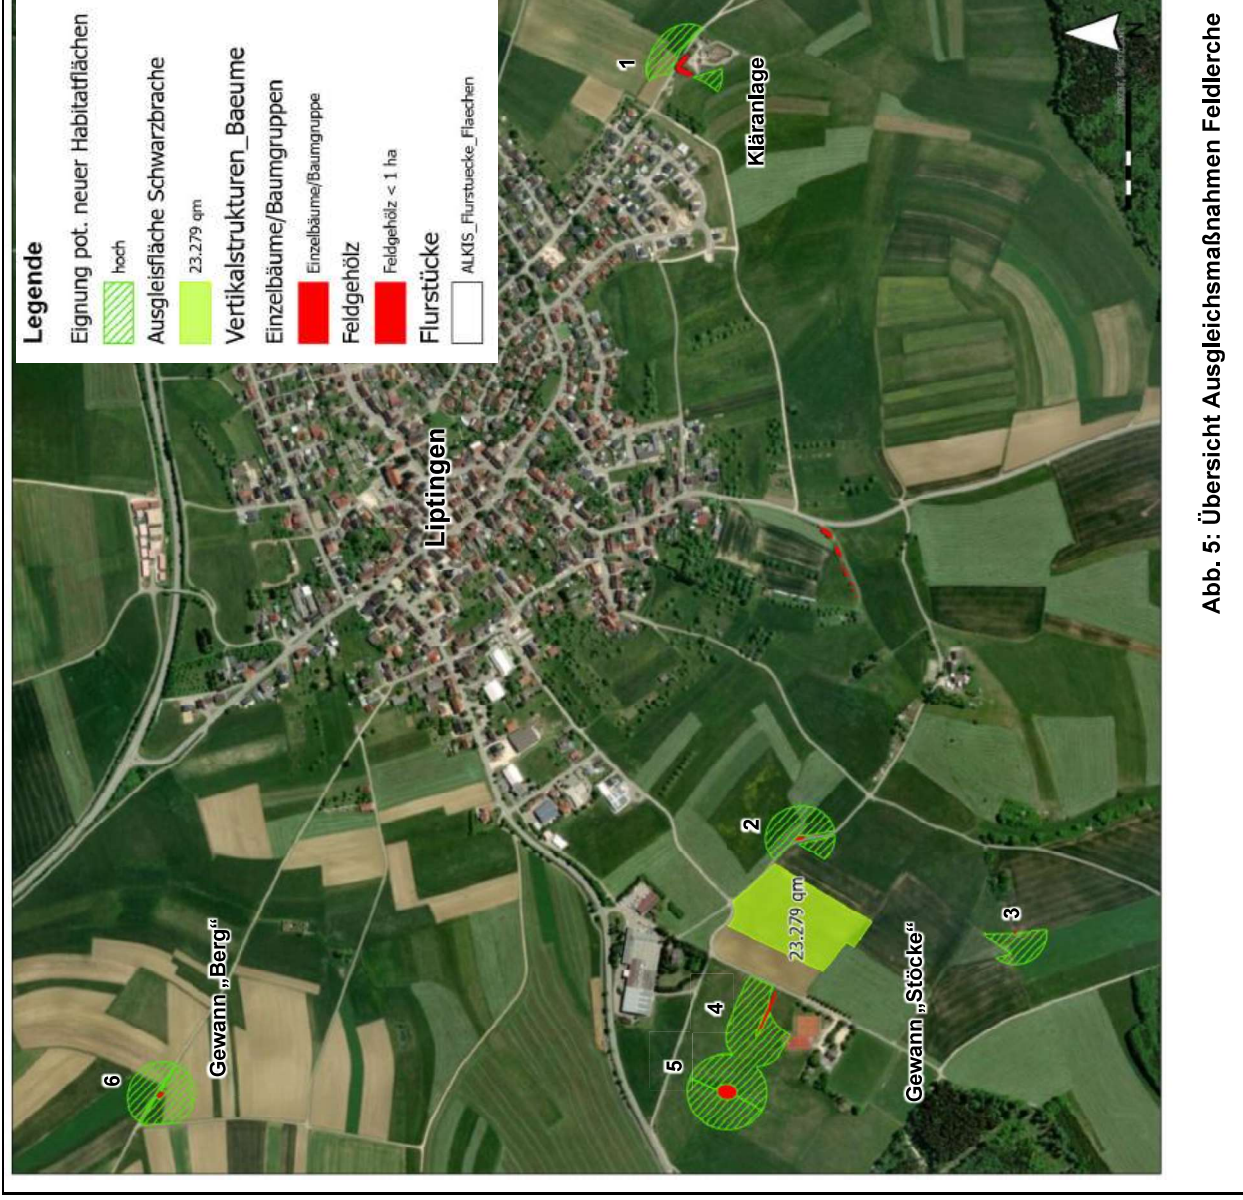 Legende
Eignung pot. neuer Habitatflächen
hoch
Ausgleisfläche Schwarzbrache
23.279 qm
Vertikalstrukturen_Baeume
Einzelbäume/Baumgruppen
Einzelbäume/Baumgruppe
Feldgehölz
Feldgehölz < 1 ha
Flurstücke
ALKIS_Flurstuecke_Flaechen
6
Gewann „Berg“
Liptingen
1
Kläranlage
5
4
2
23.279 qm
Gewann „Stöcke“
3
N
Abb. 5: Übersicht Ausgleichsmaßnahmen Feldlerche